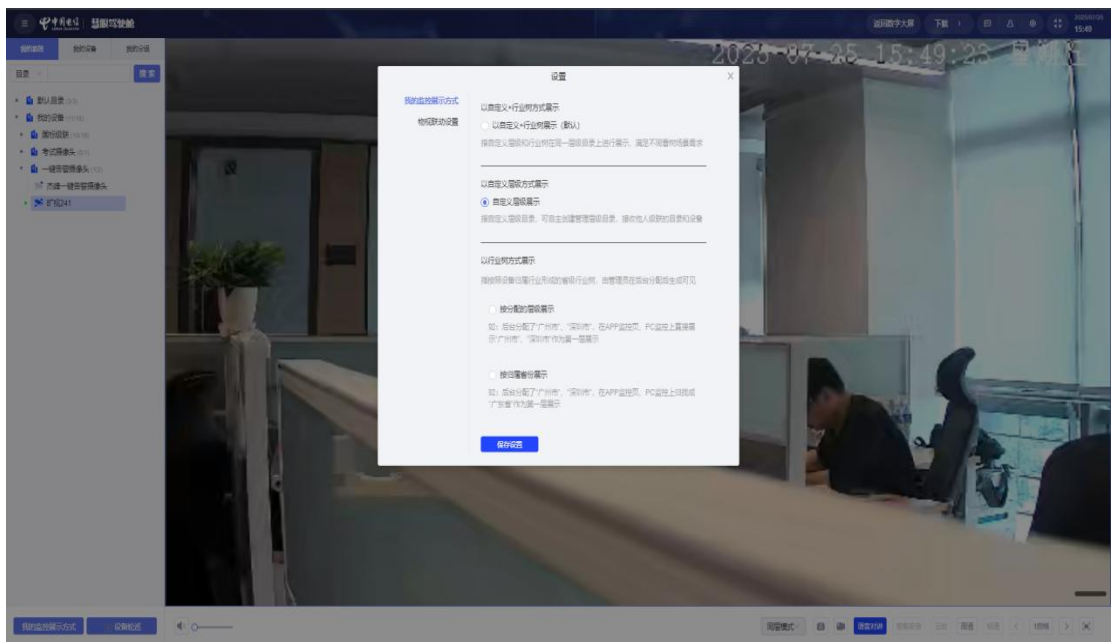 中国电信 慧眼驾驶舱
返回数字大屏 下载
2025/07/25
15:49
我的监控 我的设备 我的分组
目录 搜索
2025-07-25 15:49:23 星期五
默认目录
我的设备
国标级联
考试摄像头
一键告警摄像头
杰峰一键告警摄像头
旷视241
设置 X
我的监控展示方式
物视联动设置
以自定义+行业树方式展示
以自定义+行业树展示（默认）
按自定义层级和行业树在同一层级目录上进行展示，满足不同看树场景需求
以自定义层级方式展示
自定义层级展示
按自定义层级目录，可自主创建管理层级目录，接收他人级联的目录和设备
以行业树方式展示
指按照设备归属行业形成的省级行业树，由管理员在后台分配后生成可见
按分配的层级展示
如：后台分配了“广州市”、“深圳市”，在APP监控页、PC监控上直接展
示“广州市”、“深圳市”作为第一层展示
按归属省份展示
如：后台分配了“广州市”、“深圳市”，在APP监控页、PC监控上归拢成
“广东省”作为第一层展示
保存设置
我的监控展示方式 设备轮巡
语音对讲 云台 高清 标签